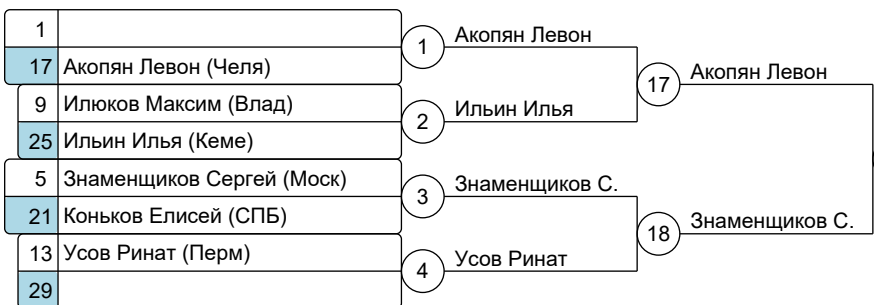 1
17 Акопян Левон (Челя)
9 Илюков Максим (Влад)
25 Ильин Илья (Кеме)
5 Знаменщиков Сергей (Моск)
21 Коньков Елисей (СПБ)
13 Усов Ринат (Перм)
29
1 Акопян Левон
2 Ильин Илья
3 Знаменщиков С.
4 Усов Ринат
17 Акопян Левон
18 Знаменщиков С.